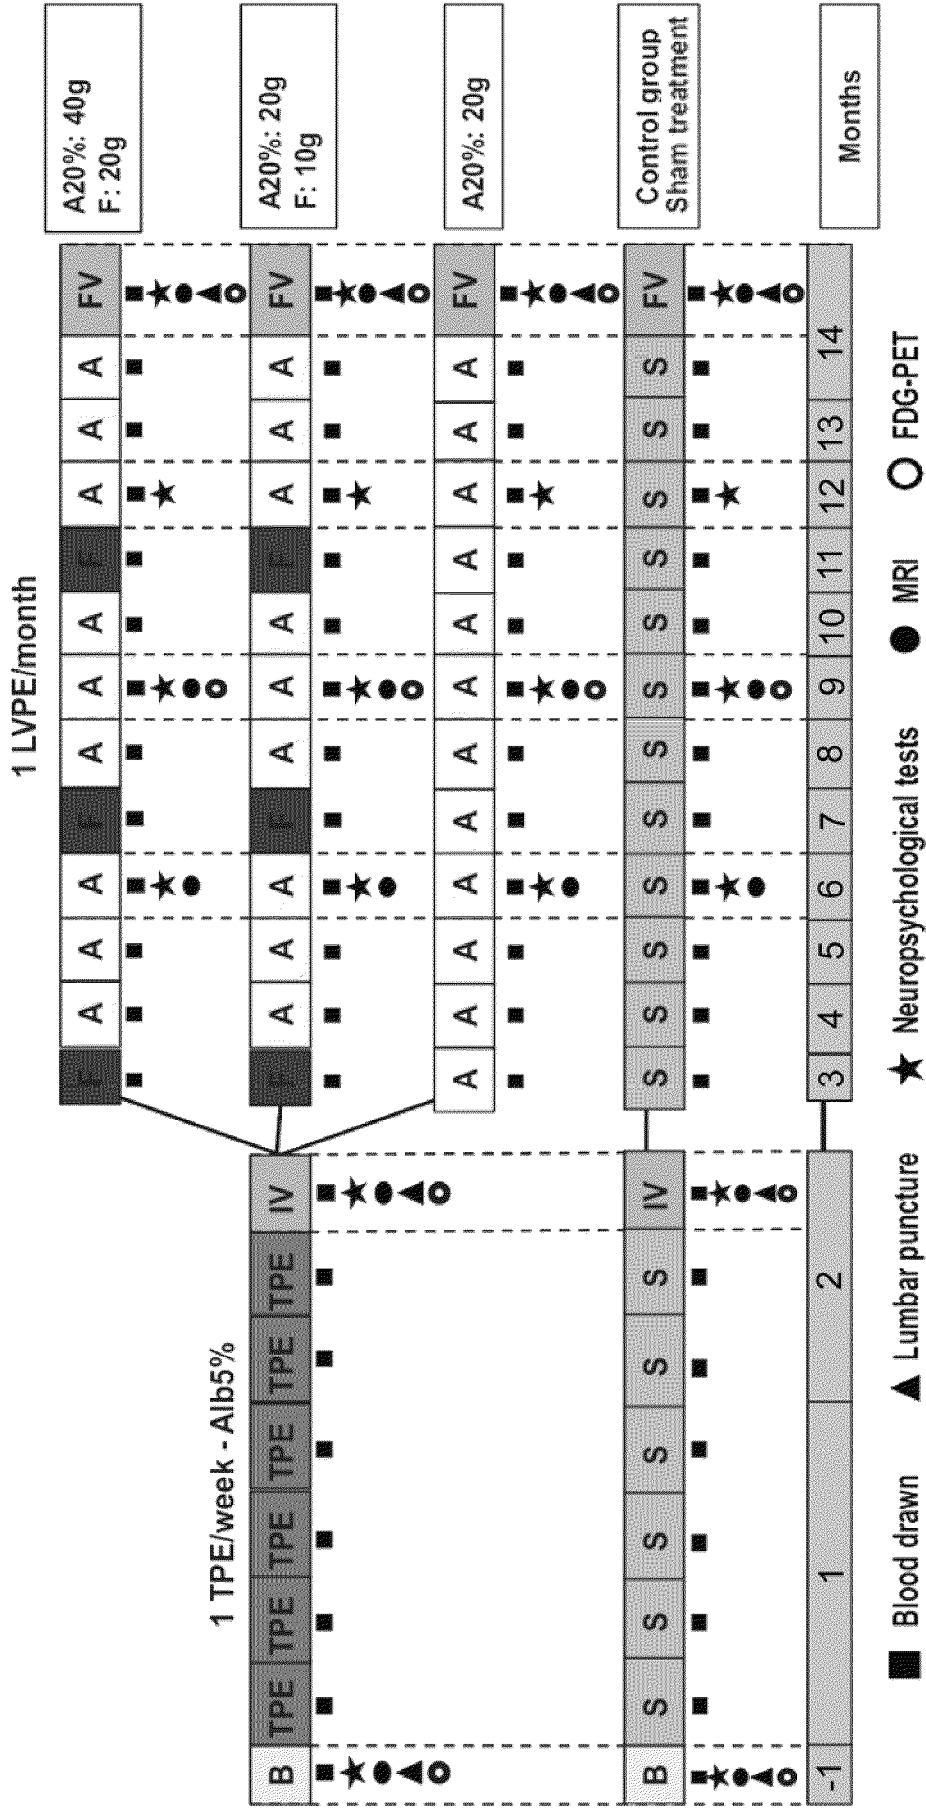 1 LVPE/month
F A A A F A A A F A A A FV
A20%: 40g
F: 20g
1 TPE/week - Alb5%
B TPE TPE TPE TPE TPE TPE IV F A A A F A A A F A A A FV
A20%: 20g
F: 10g
A A A A A A A A A A A A FV
A20%: 20g
B S S S S S S IV S S S S S S S S S S S S FV
Control group
Sham treatment
-1 1 2 3 4 5 6 7 8 9 10 11 12 13 14
Months
Blood drawn Lumbar puncture Neuropsychological tests MRI FDG-PET